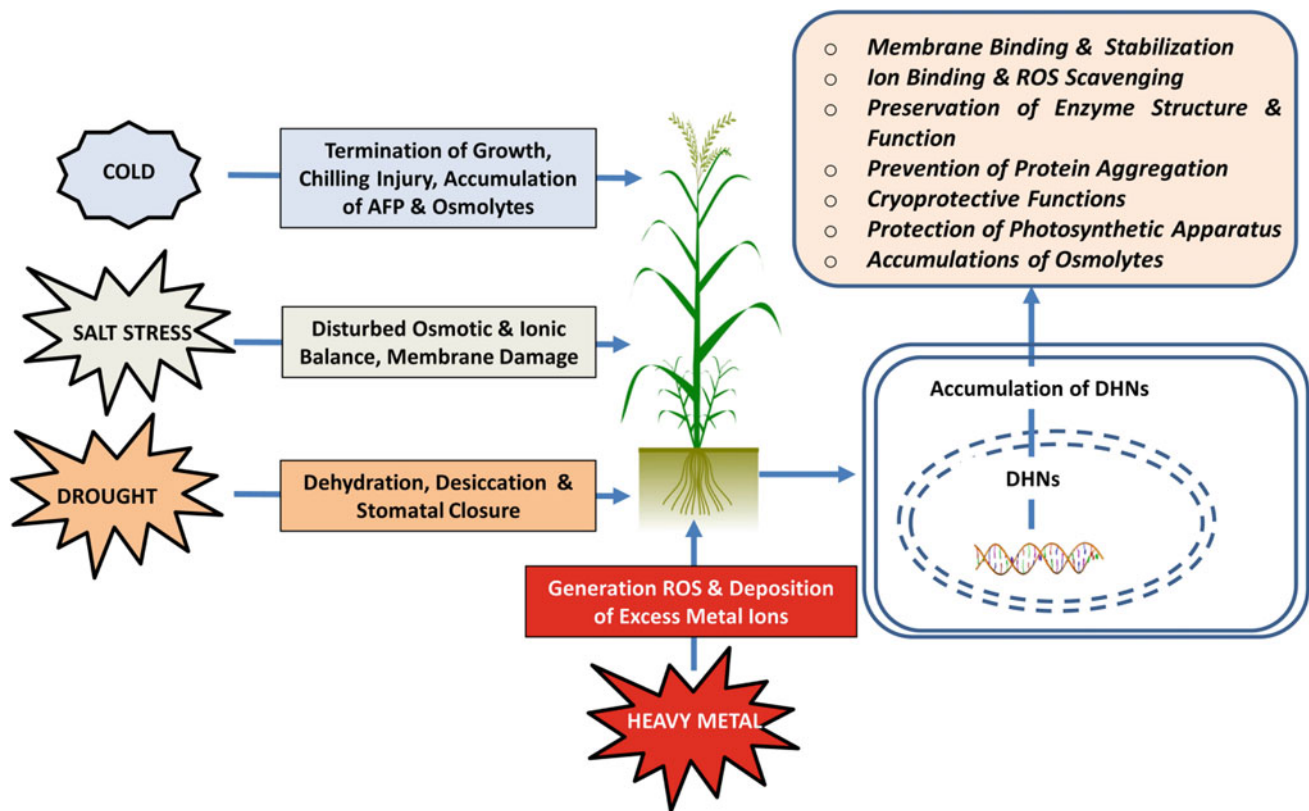 COLD
Termination of Growth,
Chilling Injury, Accumulation
of AFP & Osmolytes
SALT STRESS
Disturbed Osmotic & Ionic
Balance, Membrane Damage
DROUGHT
Dehydration, Desiccation &
Stomatal Closure
Generation ROS & Deposition
of Excess Metal Ions
HEAVY METAL
o Membrane Binding & Stabilization
o Ion Binding & ROS Scavenging
o Preservation of Enzyme Structure &
Function
o Prevention of Protein Aggregation
o Cryoprotective Functions
o Protection of Photosynthetic Apparatus
o Accumulations of Osmolytes
Accumulation of DHNs
DHNs